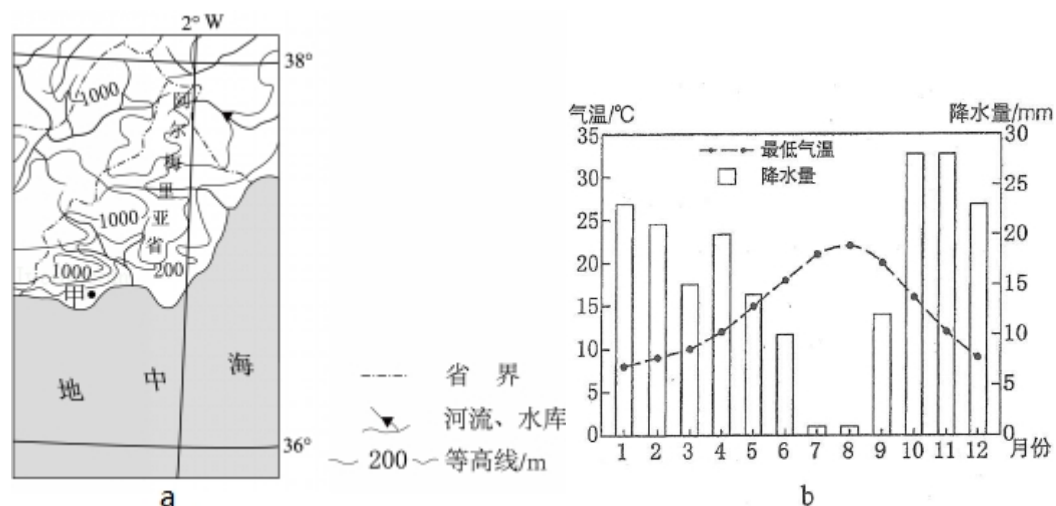 2° W
38°
1000
阿尔梅里亚省
1000
200
1000
甲
地中海
36°
省 界
河流、水库
200 等高线/m
a
气温/℃
降水量/mm
35
30
25
20
15
10
5
0
最低气温
降水量
30
25
20
15
10
5
0
1 2 3 4 5 6 7 8 9 10 11 12 月份
b